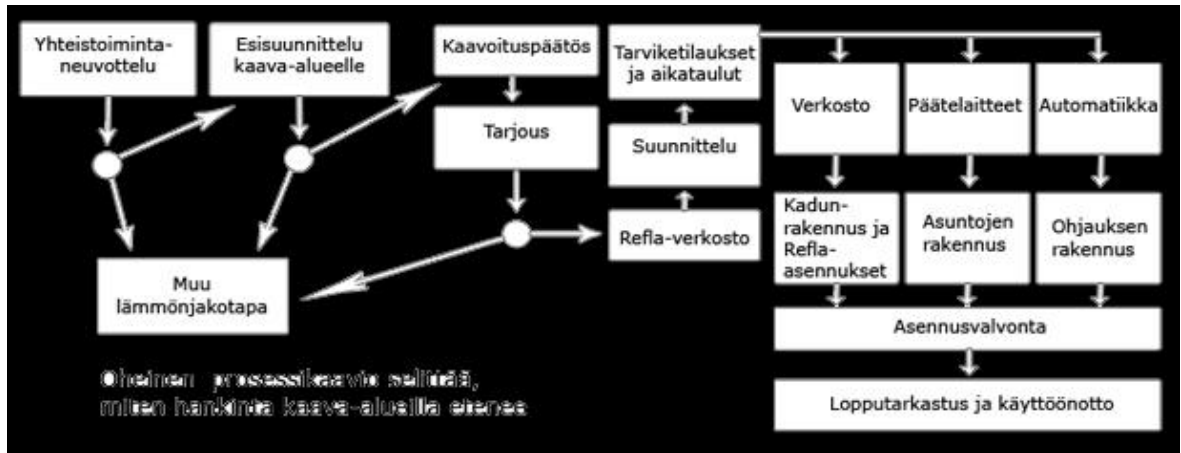 Yhteistoiminta-
neuvottelu
Esisuunnittelu
kaava-alueelle
Kaavoituspäätös
Tarjous
Muu
lämmönjakotapa
Refla-verkosto
Suunnittelu
Tarviketilaukset
ja aikataulut
Verkosto
Päätelaitteet
Automatiikka
Kadun-
rakennus ja
Refla-
asennukset
Asuntojen
rakennus
Ohjauksen
rakennus
Asennusvalvonta
Lopputarkastus ja käyttöönotto
Oheinen prosessikaavio selittää,
miten hankinta kaava-alueilla etenee